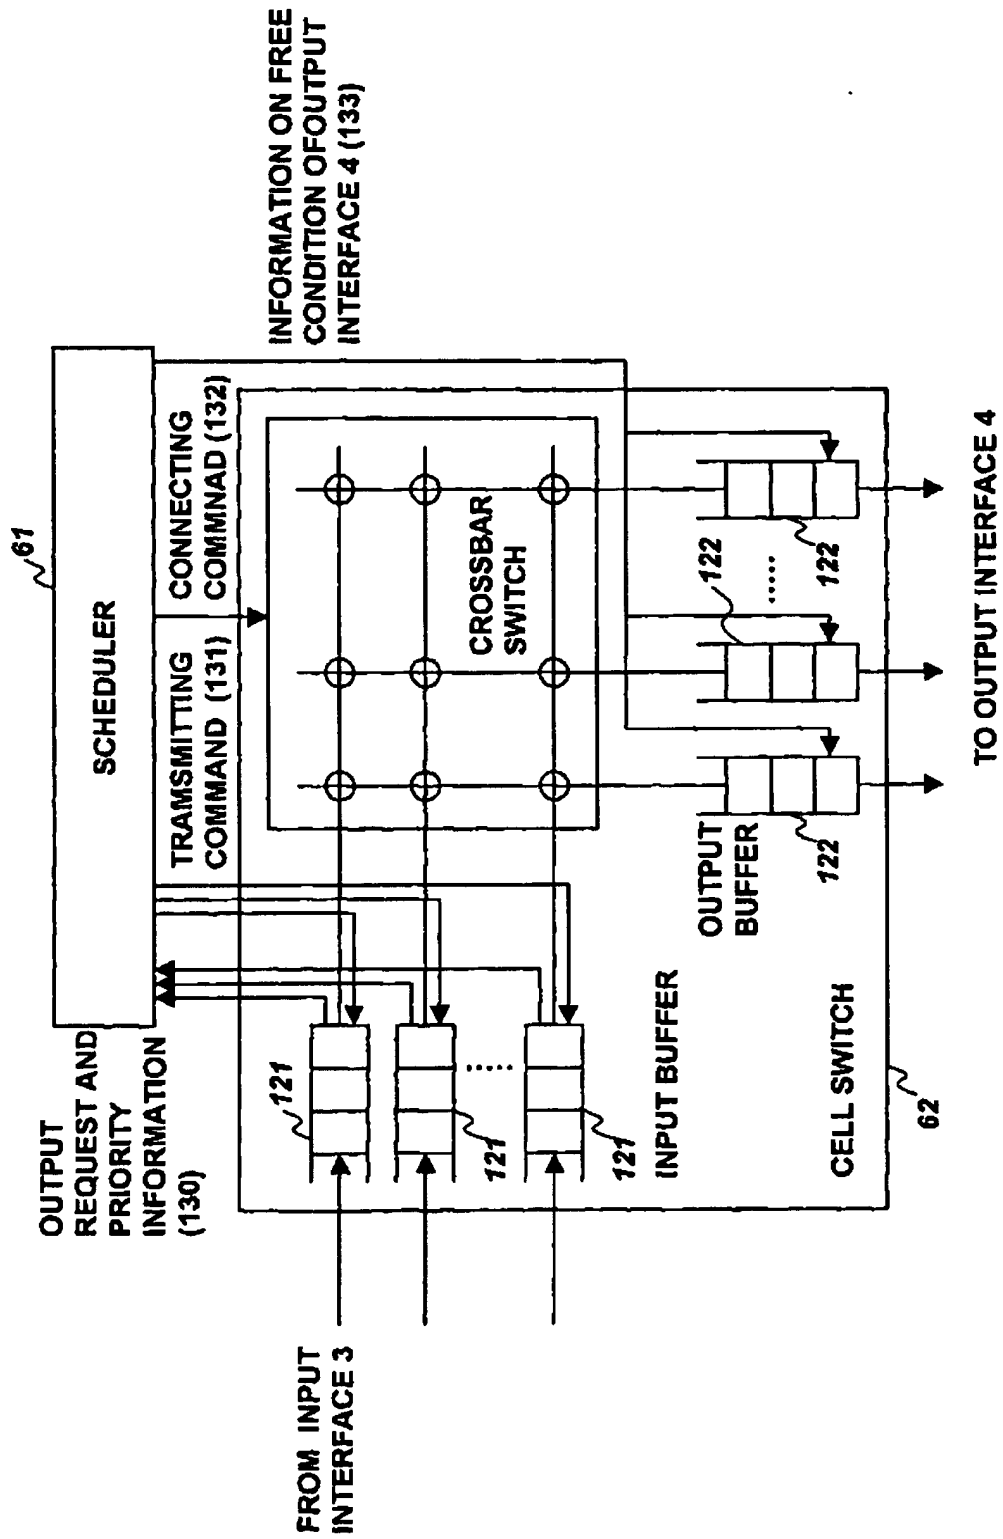 61
SCHEDULER
OUTPUT
REQUEST AND
PRIORITY
INFORMATION
(130)
TRAMSMITTING
COMMAND (131)
CONNECTING
COMMNAD (132)
INFORMATION ON FREE
CONDITION OFOUTPUT
INTERFACE 4 (133)
FROM INPUT
INTERFACE 3
121
121
.....
121
INPUT BUFFER
CROSSBAR
SWITCH
OUTPUT
BUFFER
122
122
.....
122
CELL SWITCH
62
TO OUTPUT INTERFACE 4